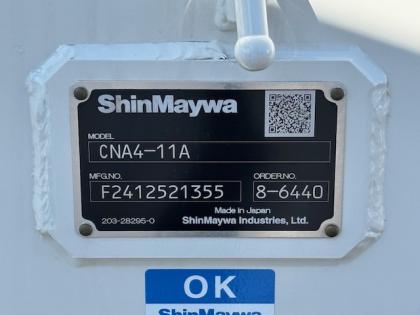 ShinMaywa
MODEL
CNA4-11A
MFG.NO. ORDER.NO.
F2412521355 8-6440
Made in Japan
203-28295-0 ShinMaywa Industries, Ltd.
OK
ShinMaywa